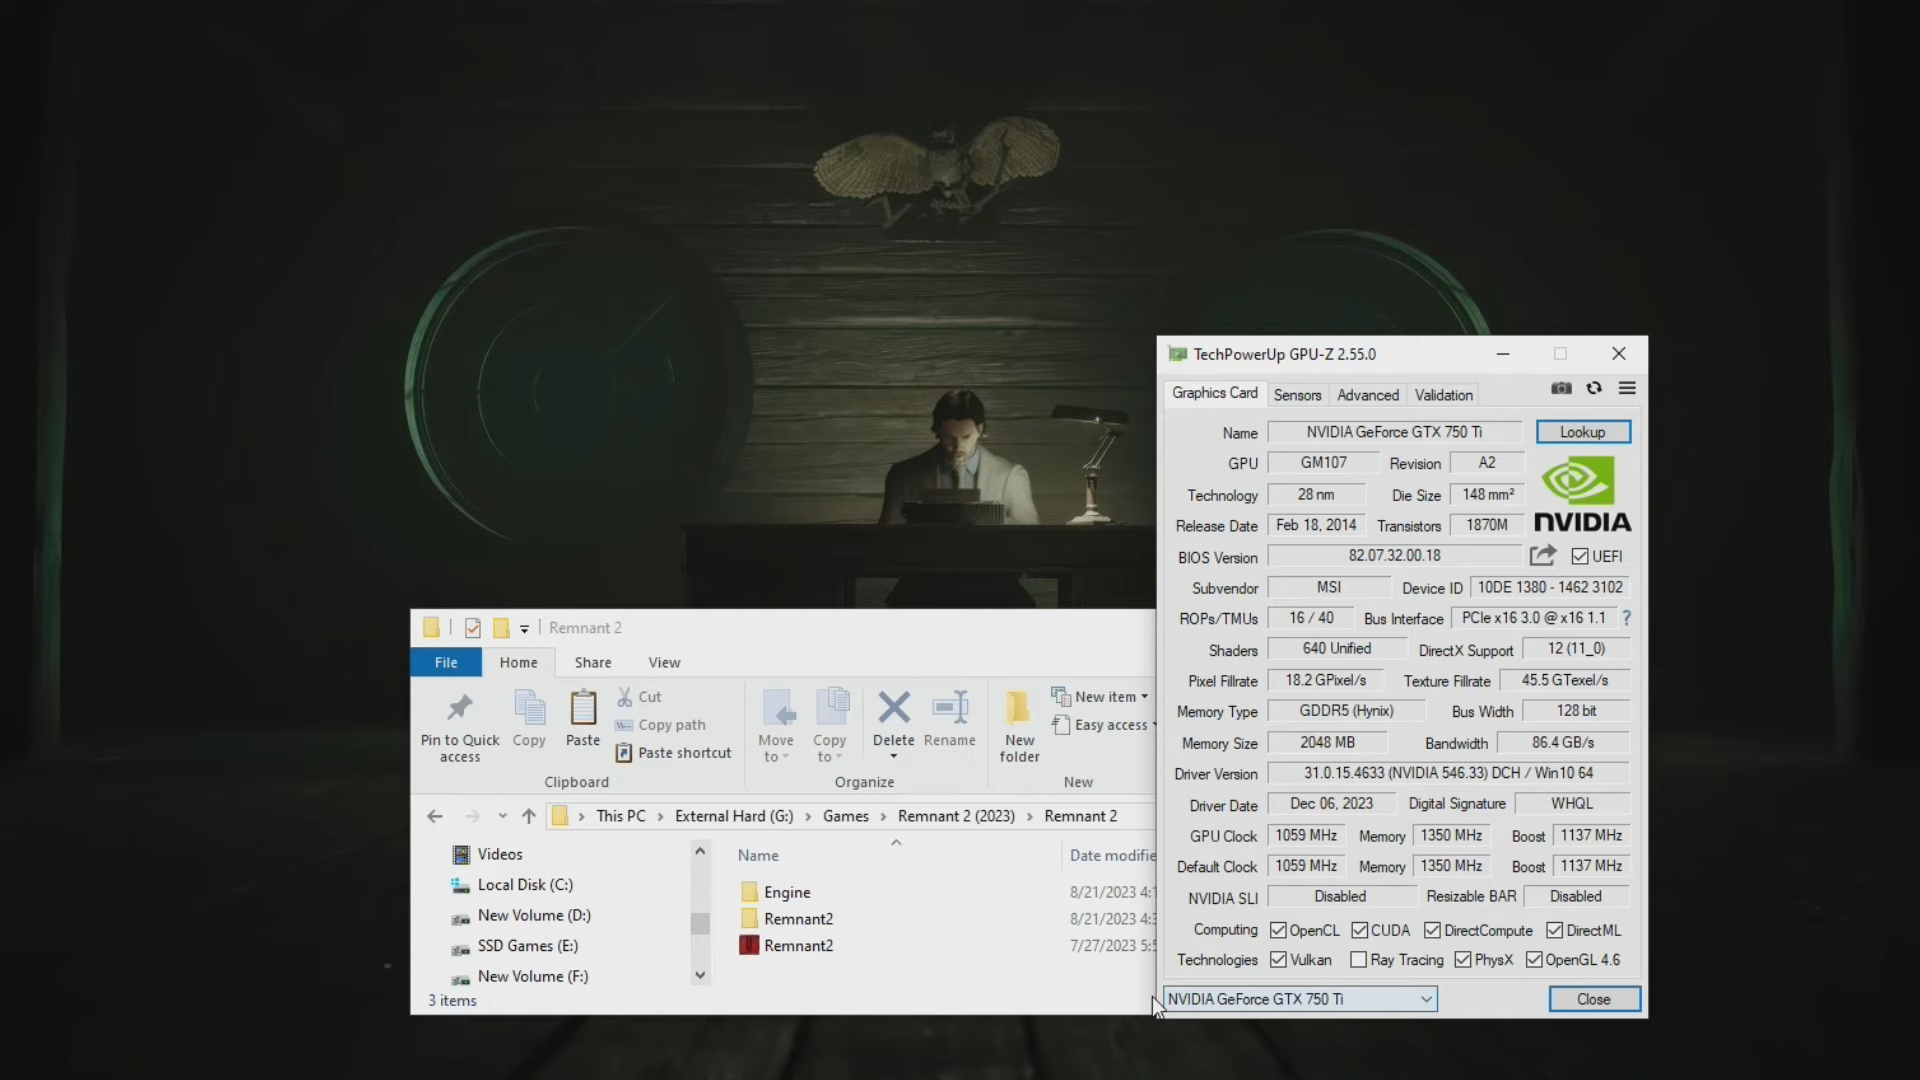 TechPowerUp GPU-Z 2.55.0
Graphics Card Sensors Advanced Validation
Name NVIDIA GeForce GTX 750 Ti Lookup
GPU GM107 Revision A2
Technology 28 nm Die Size 148 mm²
Release Date Feb 18, 2014 Transistors 1870M
NVIDIA
BIOS Version 82.07.32.00.18 UEFI
Subvendor MSI Device ID 10DE 1380 - 1462 3102
ROPs/TMUs 16 / 40 Bus Interface PCIe x16 3.0 @ x16 1.1 ?
Shaders 640 Unified DirectX Support 12 (11_0)
Pixel Fillrate 18.2 GPixel/s Texture Fillrate 45.5 GTexel/s
Memory Type GDDR5 (Hynix) Bus Width 128 bit
Memory Size 2048 MB Bandwidth 86.4 GB/s
Driver Version 31.0.15.4633 (NVIDIA 546.33) DCH / Win10 64
Driver Date Dec 06, 2023 Digital Signature WHQL
GPU Clock 1059 MHz Memory 1350 MHz Boost 1137 MHz
Default Clock 1059 MHz Memory 1350 MHz Boost 1137 MHz
NVIDIA SLI Disabled Resizable BAR Disabled
Computing OpenCL CUDA DirectCompute DirectML
Technologies Vulkan Ray Tracing PhysX OpenGL 4.6
NVIDIA GeForce GTX 750 Ti Close
Remnant 2
File Home Share View
Pin to Quick access
Copy
Paste
Cut
Copy path
Paste shortcut
Clipboard
Move to
Copy to
Delete
Rename
Organize
New folder
New item
Easy access
New
This PC > External Hard (G:) > Games > Remnant 2 (2023) > Remnant 2
Videos
Local Disk (C:)
New Volume (D:)
SSD Games (E:)
New Volume (F:)
Name Date modifie
Engine 8/21/2023 4:1
Remnant2 8/21/2023 4:3
Remnant2 7/27/2023 5:5
3 items